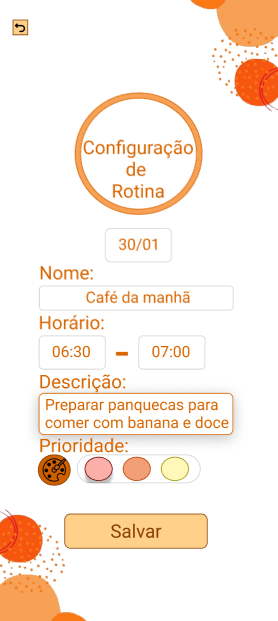 Configuração
de
Rotina
30/01
Nome:
Café da manhã
Horário:
06:30 - 07:00
Descrição:
Preparar panquecas para
comer com banana e doce
Prioridade:
Salvar